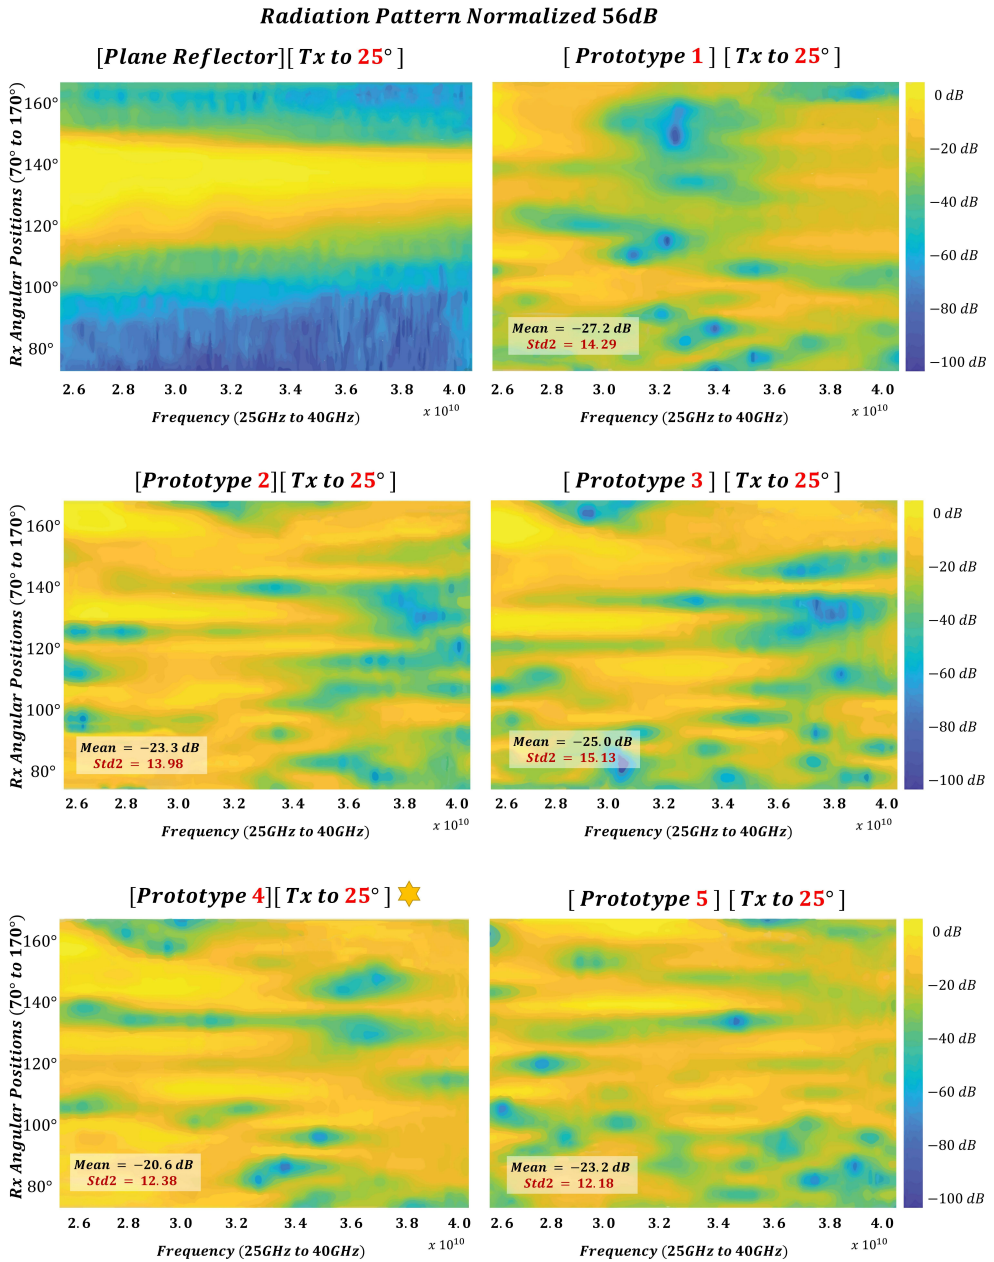 Radiation Pattern Normalized 56dB
[Plane Reflector][ Tx to 25° ]
[ Prototype 1 ] [ Tx to 25° ]
Rx Angular Positions (70° to 170°)
160°
140°
120°
100°
80°
0 dB
−20 dB
−40 dB
−60 dB
−80 dB
−100 dB
Mean = −27.2 dB
Std2 = 14.29
2.6 2.8 3.0 3.2 3.4 3.6 3.8 4.0
2.6 2.8 3.0 3.2 3.4 3.6 3.8 4.0
Frequency (25GHz to 40GHz)
x 10¹⁰
Frequency (25GHz to 40GHz)
x 10¹⁰
[Prototype 2][ Tx to 25° ]
[ Prototype 3 ] [ Tx to 25° ]
Rx Angular Positions (70° to 170°)
160°
140°
120°
100°
80°
0 dB
−20 dB
−40 dB
−60 dB
−80 dB
−100 dB
Mean = −23.3 dB
Std2 = 13.98
Mean = −25.0 dB
Std2 = 15.13
2.6 2.8 3.0 3.2 3.4 3.6 3.8 4.0
2.6 2.8 3.0 3.2 3.4 3.6 3.8 4.0
Frequency (25GHz to 40GHz)
x 10¹⁰
Frequency (25GHz to 40GHz)
x 10¹⁰
[Prototype 4][ Tx to 25° ]
[ Prototype 5 ] [ Tx to 25° ]
Rx Angular Positions (70° to 170°)
160°
140°
120°
100°
80°
0 dB
−20 dB
−40 dB
−60 dB
−80 dB
−100 dB
Mean = −20.6 dB
Std2 = 12.38
Mean = −23.2 dB
Std2 = 12.18
2.6 2.8 3.0 3.2 3.4 3.6 3.8 4.0
2.6 2.8 3.0 3.2 3.4 3.6 3.8 4.0
Frequency (25GHz to 40GHz)
x 10¹⁰
Frequency (25GHz to 40GHz)
x 10¹⁰